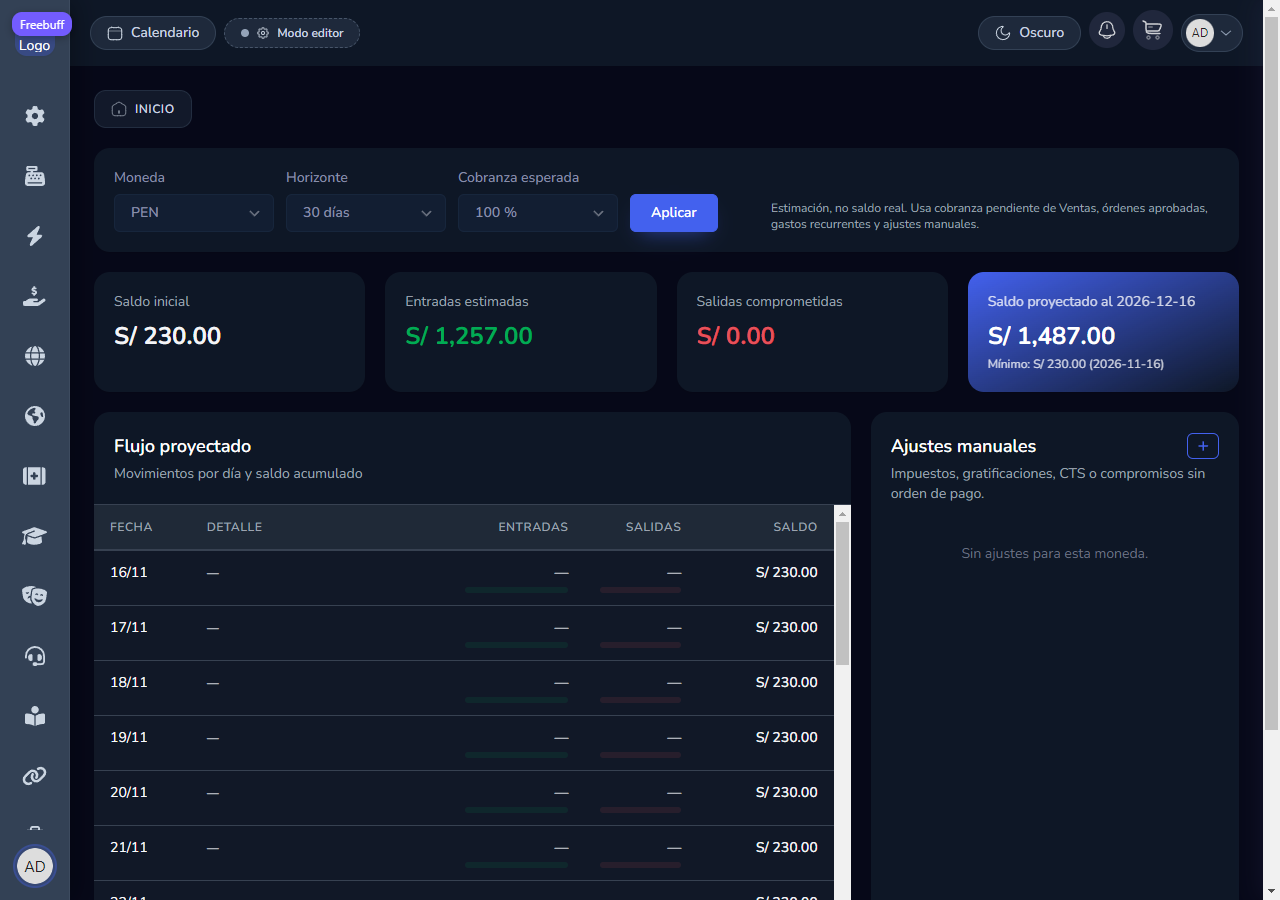 Freebuff
Logo
Calendario
Modo editor
Oscuro
AD
INICIO
Moneda
Horizonte
Cobranza esperada
PEN
30 días
100 %
Aplicar
Estimación, no saldo real. Usa cobranza pendiente de Ventas, órdenes aprobadas,
gastos recurrentes y ajustes manuales.
Saldo inicial
S/ 230.00
Entradas estimadas
S/ 1,257.00
Salidas comprometidas
S/ 0.00
Saldo proyectado al 2026-12-16
S/ 1,487.00
Mínimo: S/ 230.00 (2026-11-16)
Flujo proyectado
Movimientos por día y saldo acumulado
FECHA DETALLE ENTRADAS SALIDAS SALDO
16/11 — — — S/ 230.00
17/11 — — — S/ 230.00
18/11 — — — S/ 230.00
19/11 — — — S/ 230.00
20/11 — — — S/ 230.00
21/11 — — — S/ 230.00
Ajustes manuales
+
Impuestos, gratificaciones, CTS o compromisos sin
orden de pago.
Sin ajustes para esta moneda.
AD